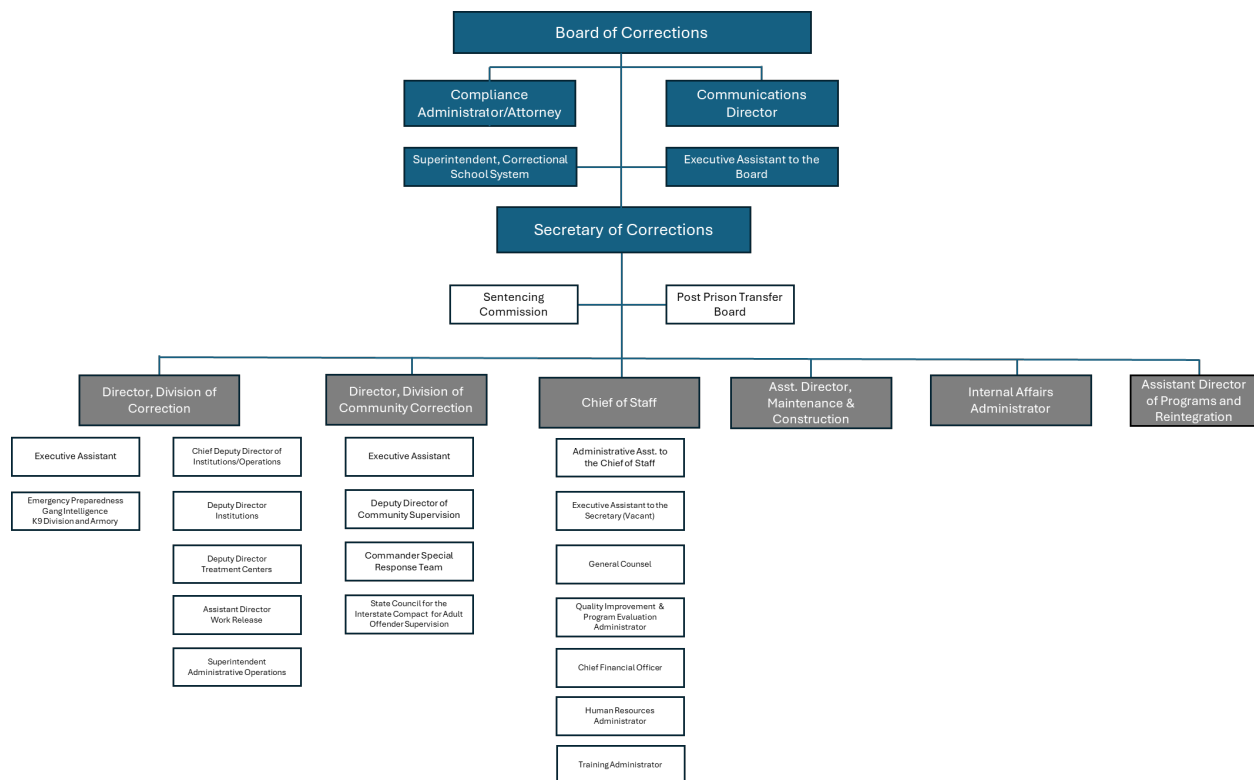 Board of Corrections
Compliance
Administrator/Attorney
Communications
Director
Superintendent, Correctional
School System
Executive Assistant to the
Board
Secretary of Corrections
Sentencing
Commission
Post Prison Transfer
Board
Director, Division of
Correction
Director, Division of
Community Correction
Chief of Staff
Asst. Director,
Maintenance &
Construction
Internal Affairs
Administrator
Assistant Director
of Programs and
Reintegration
Executive Assistant
Emergency Preparedness
Gang Intelligence
K9 Division and Armory
Chief Deputy Director of
Institutions/Operations
Deputy Director
Institutions
Deputy Director
Treatment Centers
Assistant Director
Work Release
Superintendent
Administrative Operations
Executive Assistant
Deputy Director of
Community Supervision
Commander Special
Response Team
State Council for the
Interstate Compact for Adult
Offender Supervision
Administrative Asst. to
the Chief of Staff
Executive Assistant to the
Secretary (Vacant)
General Counsel
Quality Improvement &
Program Evaluation
Administrator
Chief Financial Officer
Human Resources
Administrator
Training Administrator